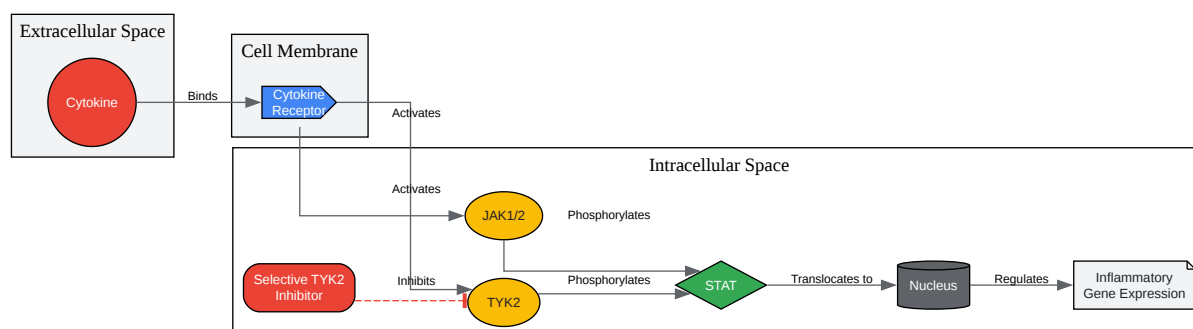 Extracellular Space
Cytokine
Binds
Cell Membrane
Cytokine
Receptor
Activates
Activates
Intracellular Space
JAK1/2
Phosphorylates
Selective TYK2
Inhibitor
Inhibits
TYK2
Phosphorylates
STAT
Translocates to
Nucleus
Regulates
Inflammatory
Gene Expression